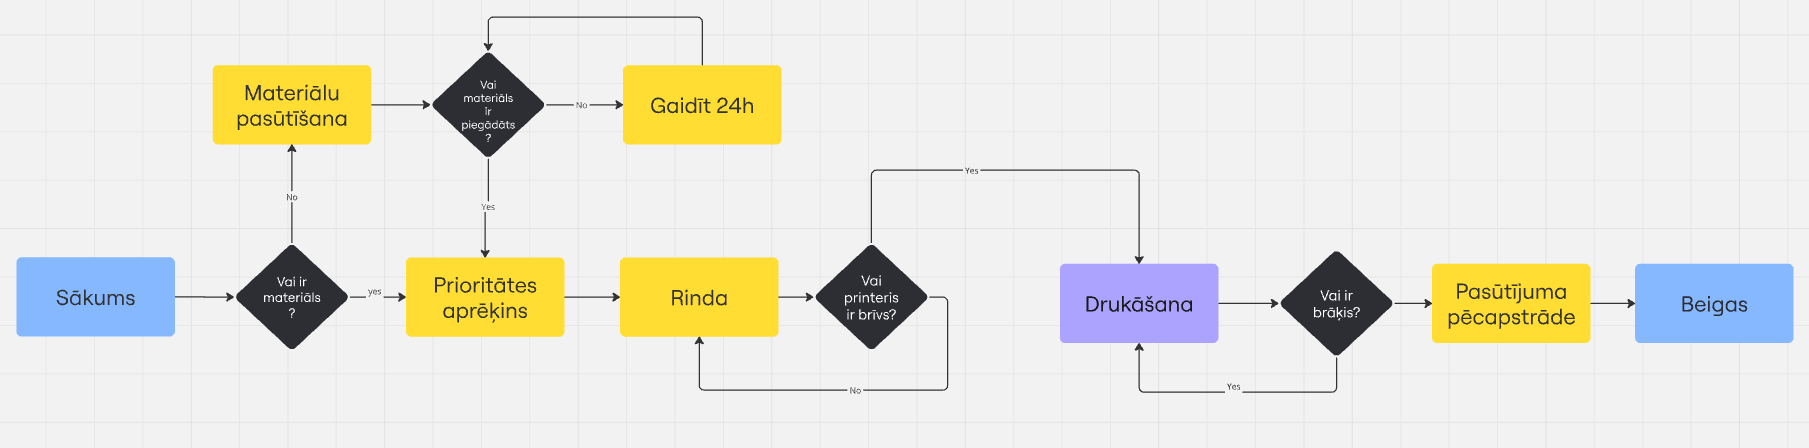 Materiālu
pasūtīšana
Vai
materiāls
ir
piegādāts
?
No
Gaidīt 24h
No
Yes
Yes
Sākums
Vai ir
materiāls
?
yes
Prioritātes
aprēķins
Rinda
Vai
printeris
ir brīvs?
No
Drukāšana
Vai ir
brāķis?
Yes
Pasūtījuma
pēcapstrāde
Beigas